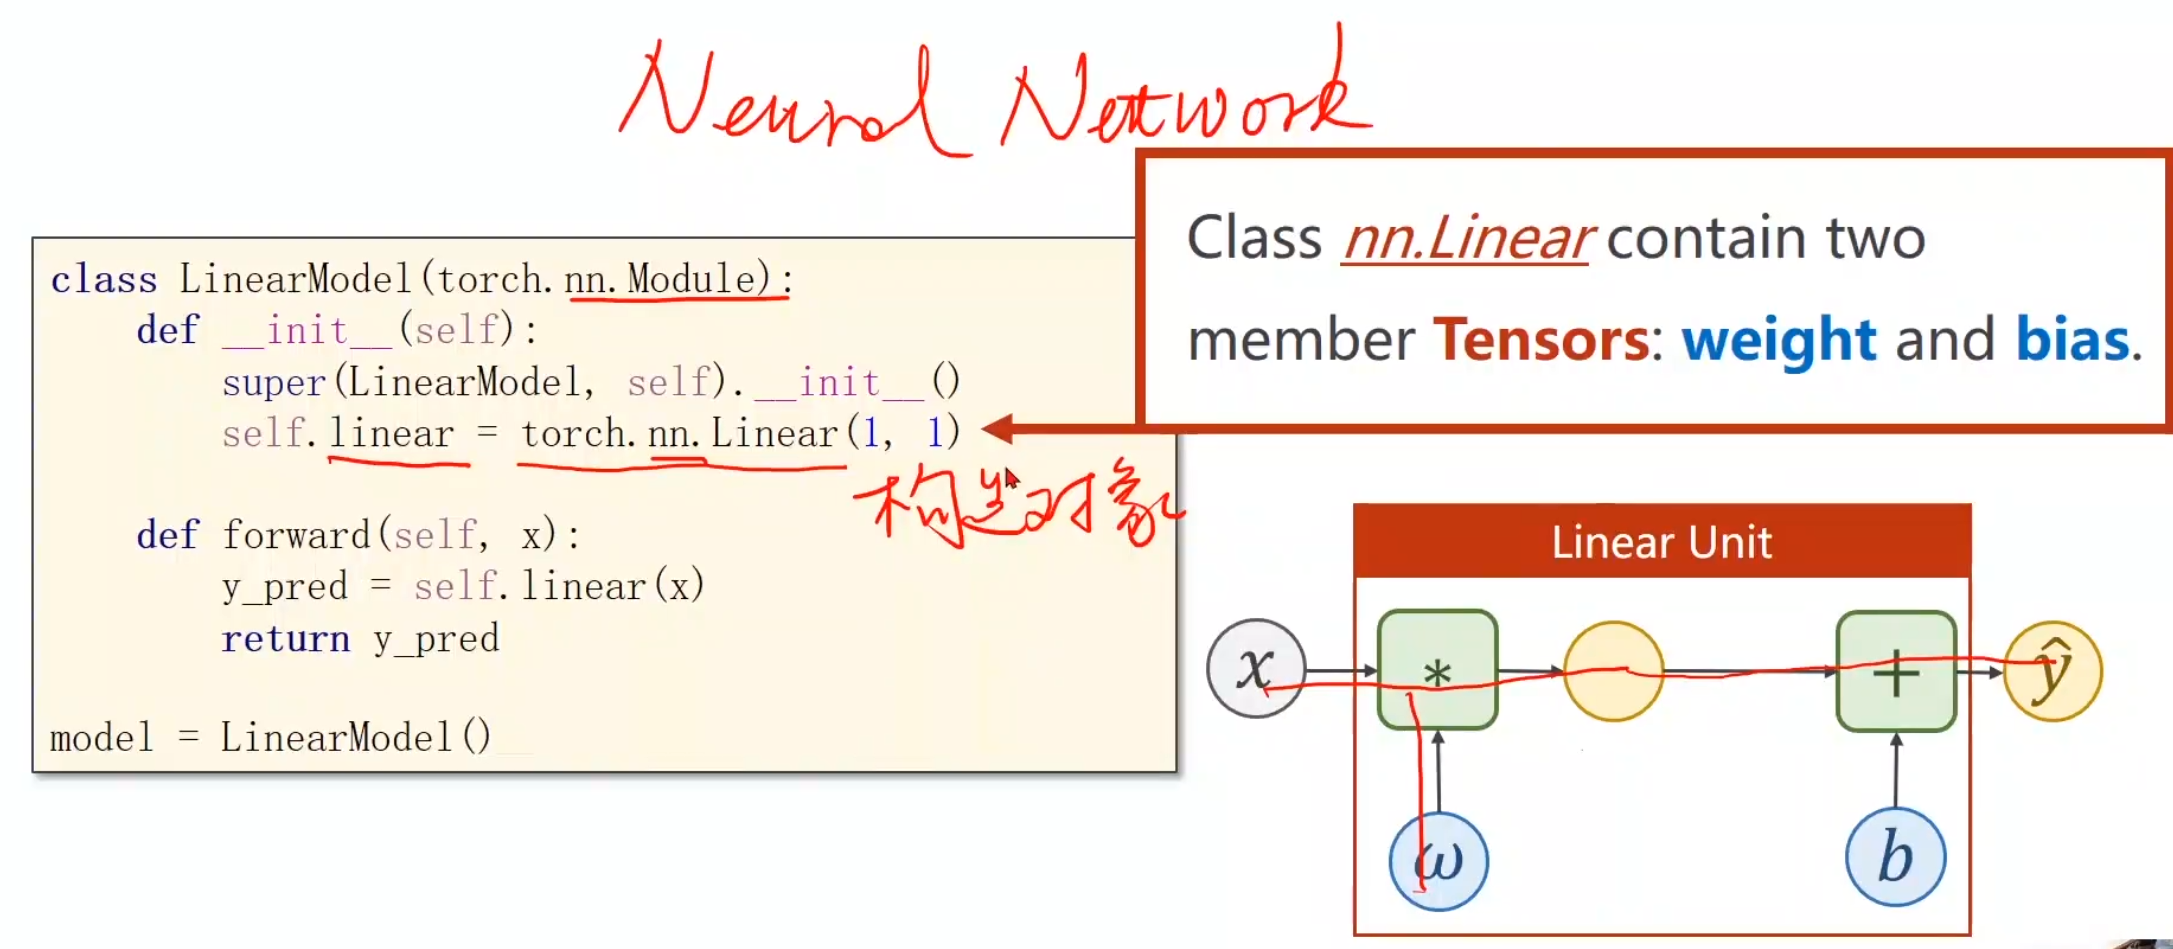 Neural Network
Class nn.Linear contain two
member Tensors: weight and bias.
class LinearModel(torch.nn.Module):
    def __init__(self):
        super(LinearModel, self).__init__()
        self.linear = torch.nn.Linear(1, 1)
构造对象
    def forward(self, x):
        y_pred = self.linear(x)
        return y_pred
model = LinearModel()
Linear Unit
x * + ŷ
ω b